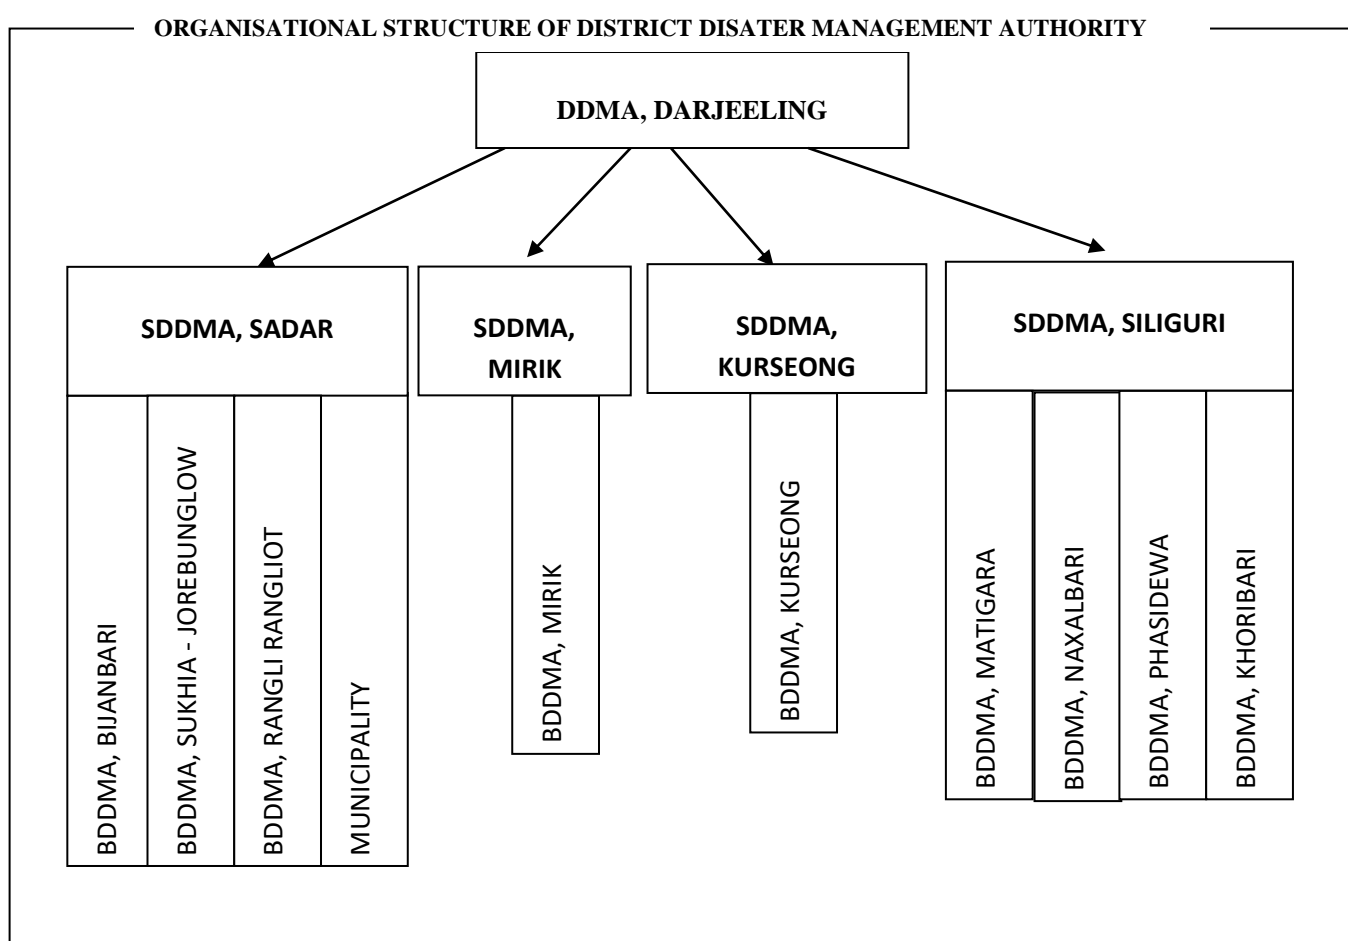 ORGANISATIONAL STRUCTURE OF DISTRICT DISATER MANAGEMENT AUTHORITY
DDMA, DARJEELING
SDDMA, SADAR
SDDMA,
MIRIK
SDDMA,
KURSEONG
SDDMA, SILIGURI
BDDMA, BIJANBARI
BDDMA, SUKHIA - JOREBUNGLOW
BDDMA, RANGLI RANGLIOT
MUNICIPALITY
BDDMA, MIRIK
BDDMA, KURSEONG
BDDMA, MATIGARA
BDDMA, NAXALBARI
BDDMA, PHASIDEWA
BDDMA, KHORIBARI